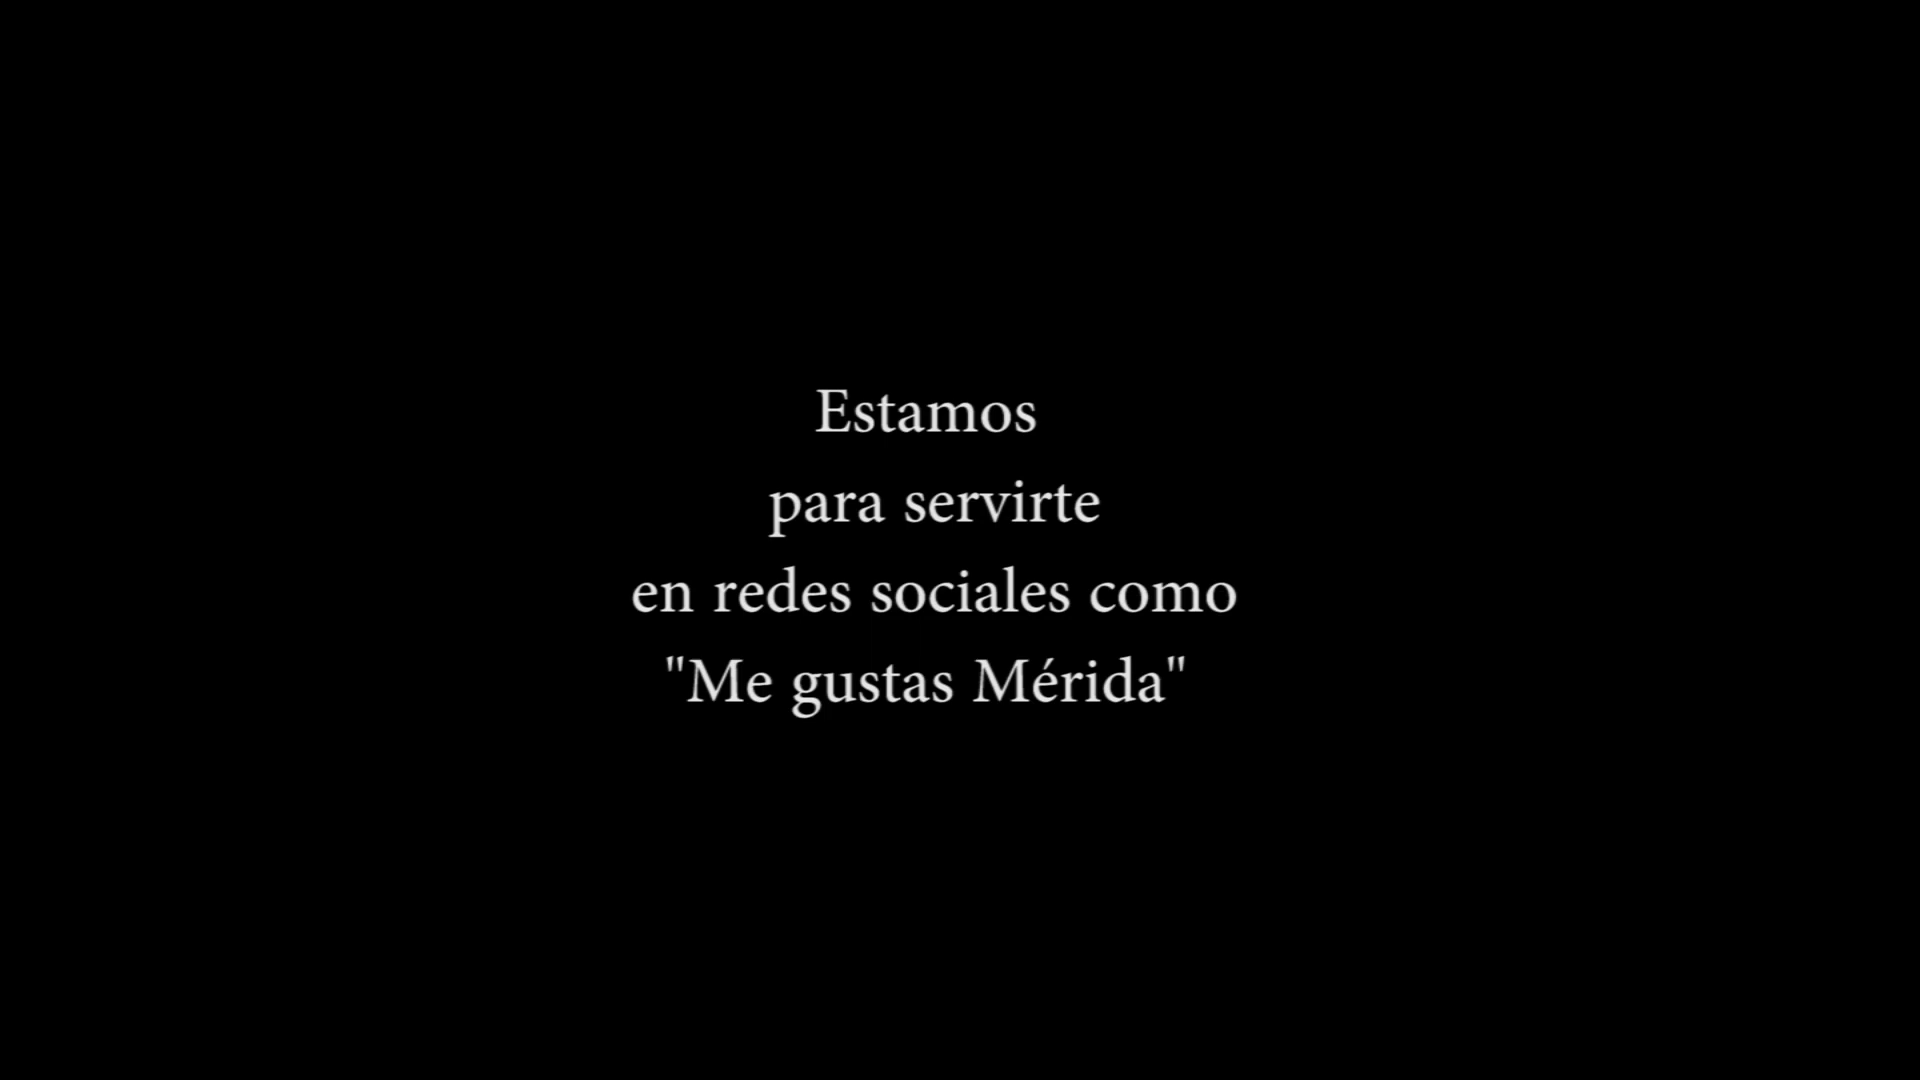 Estamos
para servirte
en redes sociales como
"Me gustas Mérida"